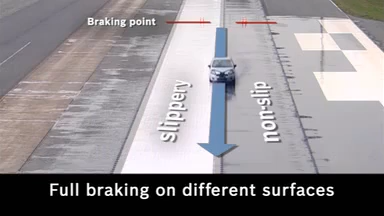 Braking point
slippery
non-slip
Full braking on different surfaces